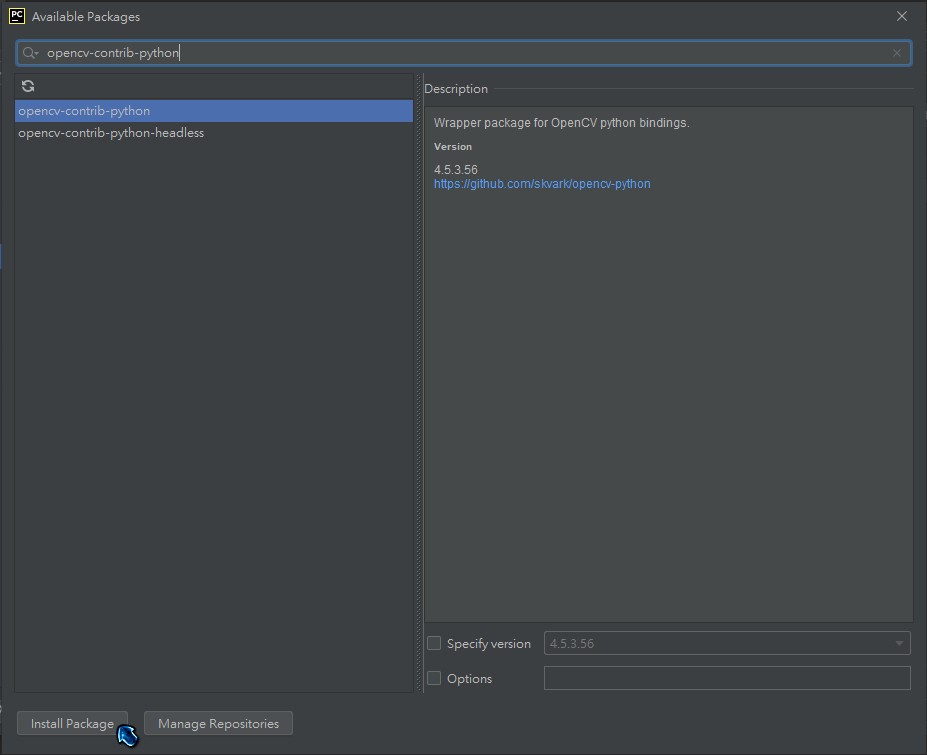 PC Available Packages
opencv-contrib-python
opencv-contrib-python
opencv-contrib-python-headless
Description
Wrapper package for OpenCV python bindings.
Version
4.5.3.56
https://github.com/skvark/opencv-python
Specify version 4.5.3.56
Options
Install Package Manage Repositories